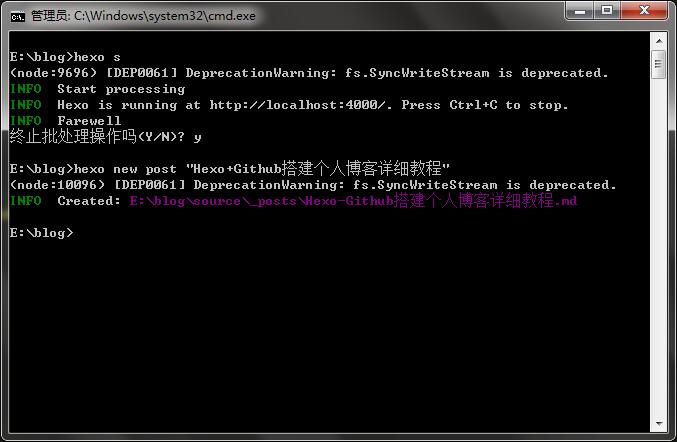 管理员: C:\Windows\system32\cmd.exe
E:\blog>hexo s
(node:9696) [DEP0061] DeprecationWarning: fs.SyncWriteStream is deprecated.
INFO  Start processing
INFO  Hexo is running at http://localhost:4000/. Press Ctrl+C to stop.
INFO  Farewell
终止批处理操作吗(Y/N)? y
E:\blog>hexo new post "Hexo+Github搭建个人博客详细教程"
(node:10096) [DEP0061] DeprecationWarning: fs.SyncWriteStream is deprecated.
INFO  Created: E:\blog\source\_posts\Hexo-Github搭建个人博客详细教程.md
E:\blog>